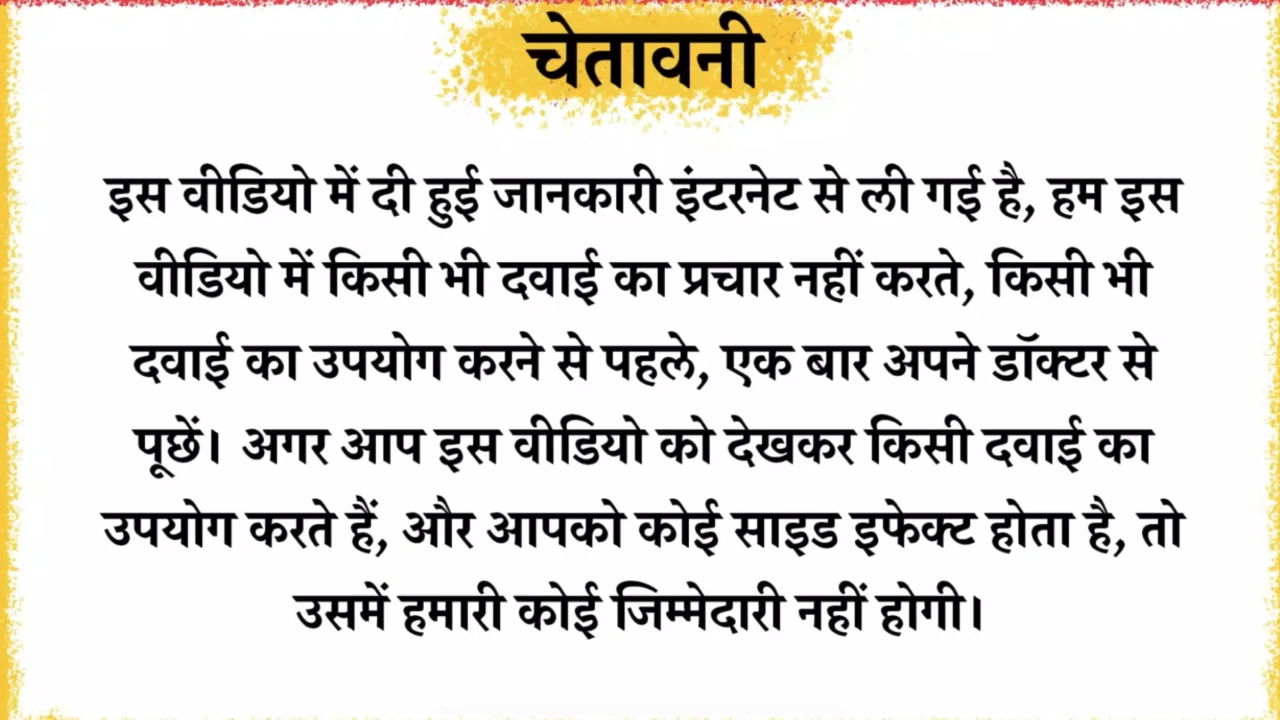 चेतावनी
इस वीडियो में दी हुई जानकारी इंटरनेट से ली गई है, हम इस
वीडियो में किसी भी दवाई का प्रचार नहीं करते, किसी भी
दवाई का उपयोग करने से पहले, एक बार अपने डॉक्टर से
पूछें। अगर आप इस वीडियो को देखकर किसी दवाई का
उपयोग करते हैं, और आपको कोई साइड इफेक्ट होता है, तो
उसमें हमारी कोई जिम्मेदारी नहीं होगी।